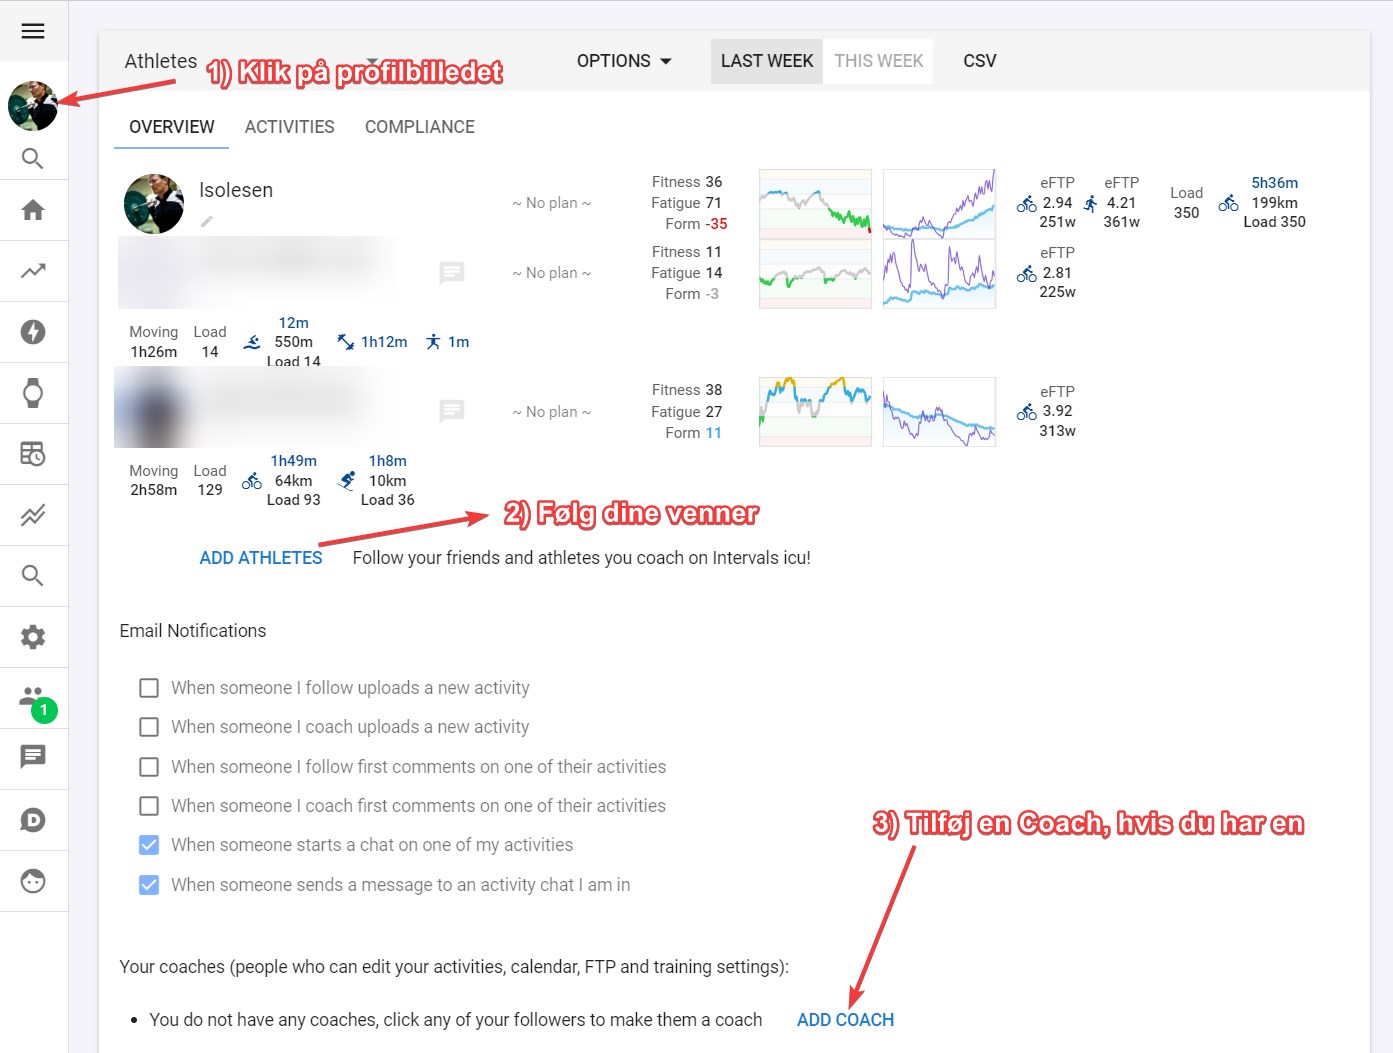 Athletes
1) Klik på profilbilledet
OPTIONS
LAST WEEK
THIS WEEK
CSV
OVERVIEW
ACTIVITIES
COMPLIANCE
lsolesen
~ No plan ~
Fitness 36
Fatigue 71
Form -35
eFTP
2.94
251w
eFTP
4.21
361w
Load
350
5h36m
199km
Load 350
~ No plan ~
Fitness 11
Fatigue 14
Form -3
eFTP
2.81
225w
Moving
1h26m
Load
14
12m
550m
Load 14
1h12m
1m
~ No plan ~
Fitness 38
Fatigue 27
Form 11
eFTP
3.92
313w
Moving
2h58m
Load
129
1h49m
64km
Load 93
1h8m
10km
Load 36
2) Følg dine venner
ADD ATHLETES
Follow your friends and athletes you coach on Intervals icu!
Email Notifications
When someone I follow uploads a new activity
When someone I coach uploads a new activity
When someone I follow first comments on one of their activities
When someone I coach first comments on one of their activities
When someone starts a chat on one of my activities
When someone sends a message to an activity chat I am in
1
D
3) Tilføj en Coach, hvis du har en
Your coaches (people who can edit your activities, calendar, FTP and training settings):
• You do not have any coaches, click any of your followers to make them a coach
ADD COACH